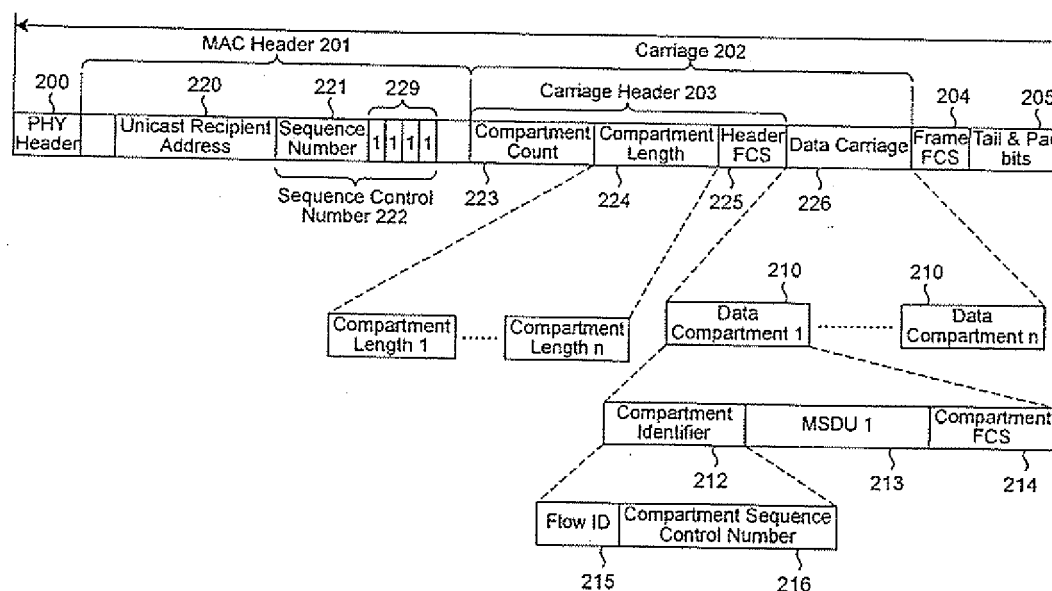 MAC Header 201
Carriage 202
200
220
221
229
Carriage Header 203
204
205
PHY Header
Unicast Recipient Address
Sequence Number
1 1 1 1
Compartment Count
Compartment Length
Header FCS
Data Carriage
Frame FCS
Tail & Pad bits
Sequence Control Number 222
223
224
225
226
210
210
Compartment Length 1
Compartment Length n
Data Compartment 1
Data Compartment n
Compartment Identifier
MSDU 1
Compartment FCS
212
213
214
Flow ID
Compartment Sequence Control Number
215
216